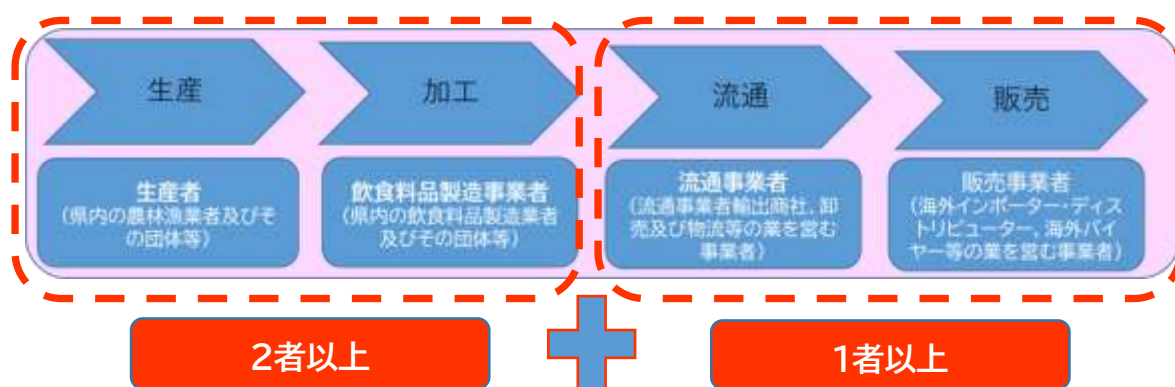 生産
加工
流通
販売
生産者
(県内の農林漁業者及びそ
の団体等)
飲食料品製造事業者
(県内の飲食料品製造業者
及びその団体等)
流通事業者
(流通事業者輸出商社,卸
売及び物流等の業を営む
事業者)
販売事業者
(海外インポーター・ディス
トリビューター,海外バイ
ヤー等の業を営む事業者)
2者以上
1者以上